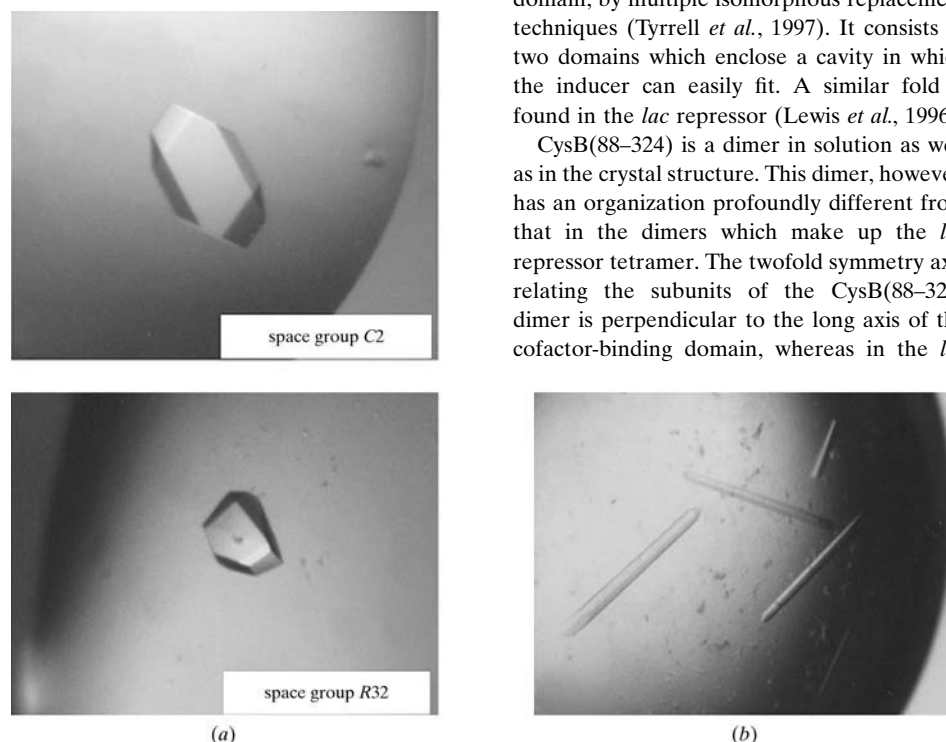 domain, by multiple isomorphous replacemen
techniques (Tyrrell et al., 1997). It consists
two domains which enclose a cavity in whic
the inducer can easily fit. A similar fold
found in the lac repressor (Lewis et al., 1996
CysB(88–324) is a dimer in solution as we
as in the crystal structure. This dimer, howeve
has an organization profoundly different fro
that in the dimers which make up the l
repressor tetramer. The twofold symmetry ax
relating the subunits of the CysB(88–32
dimer is perpendicular to the long axis of th
cofactor-binding domain, whereas in the l
space group C2
space group R32
(a)
(b)